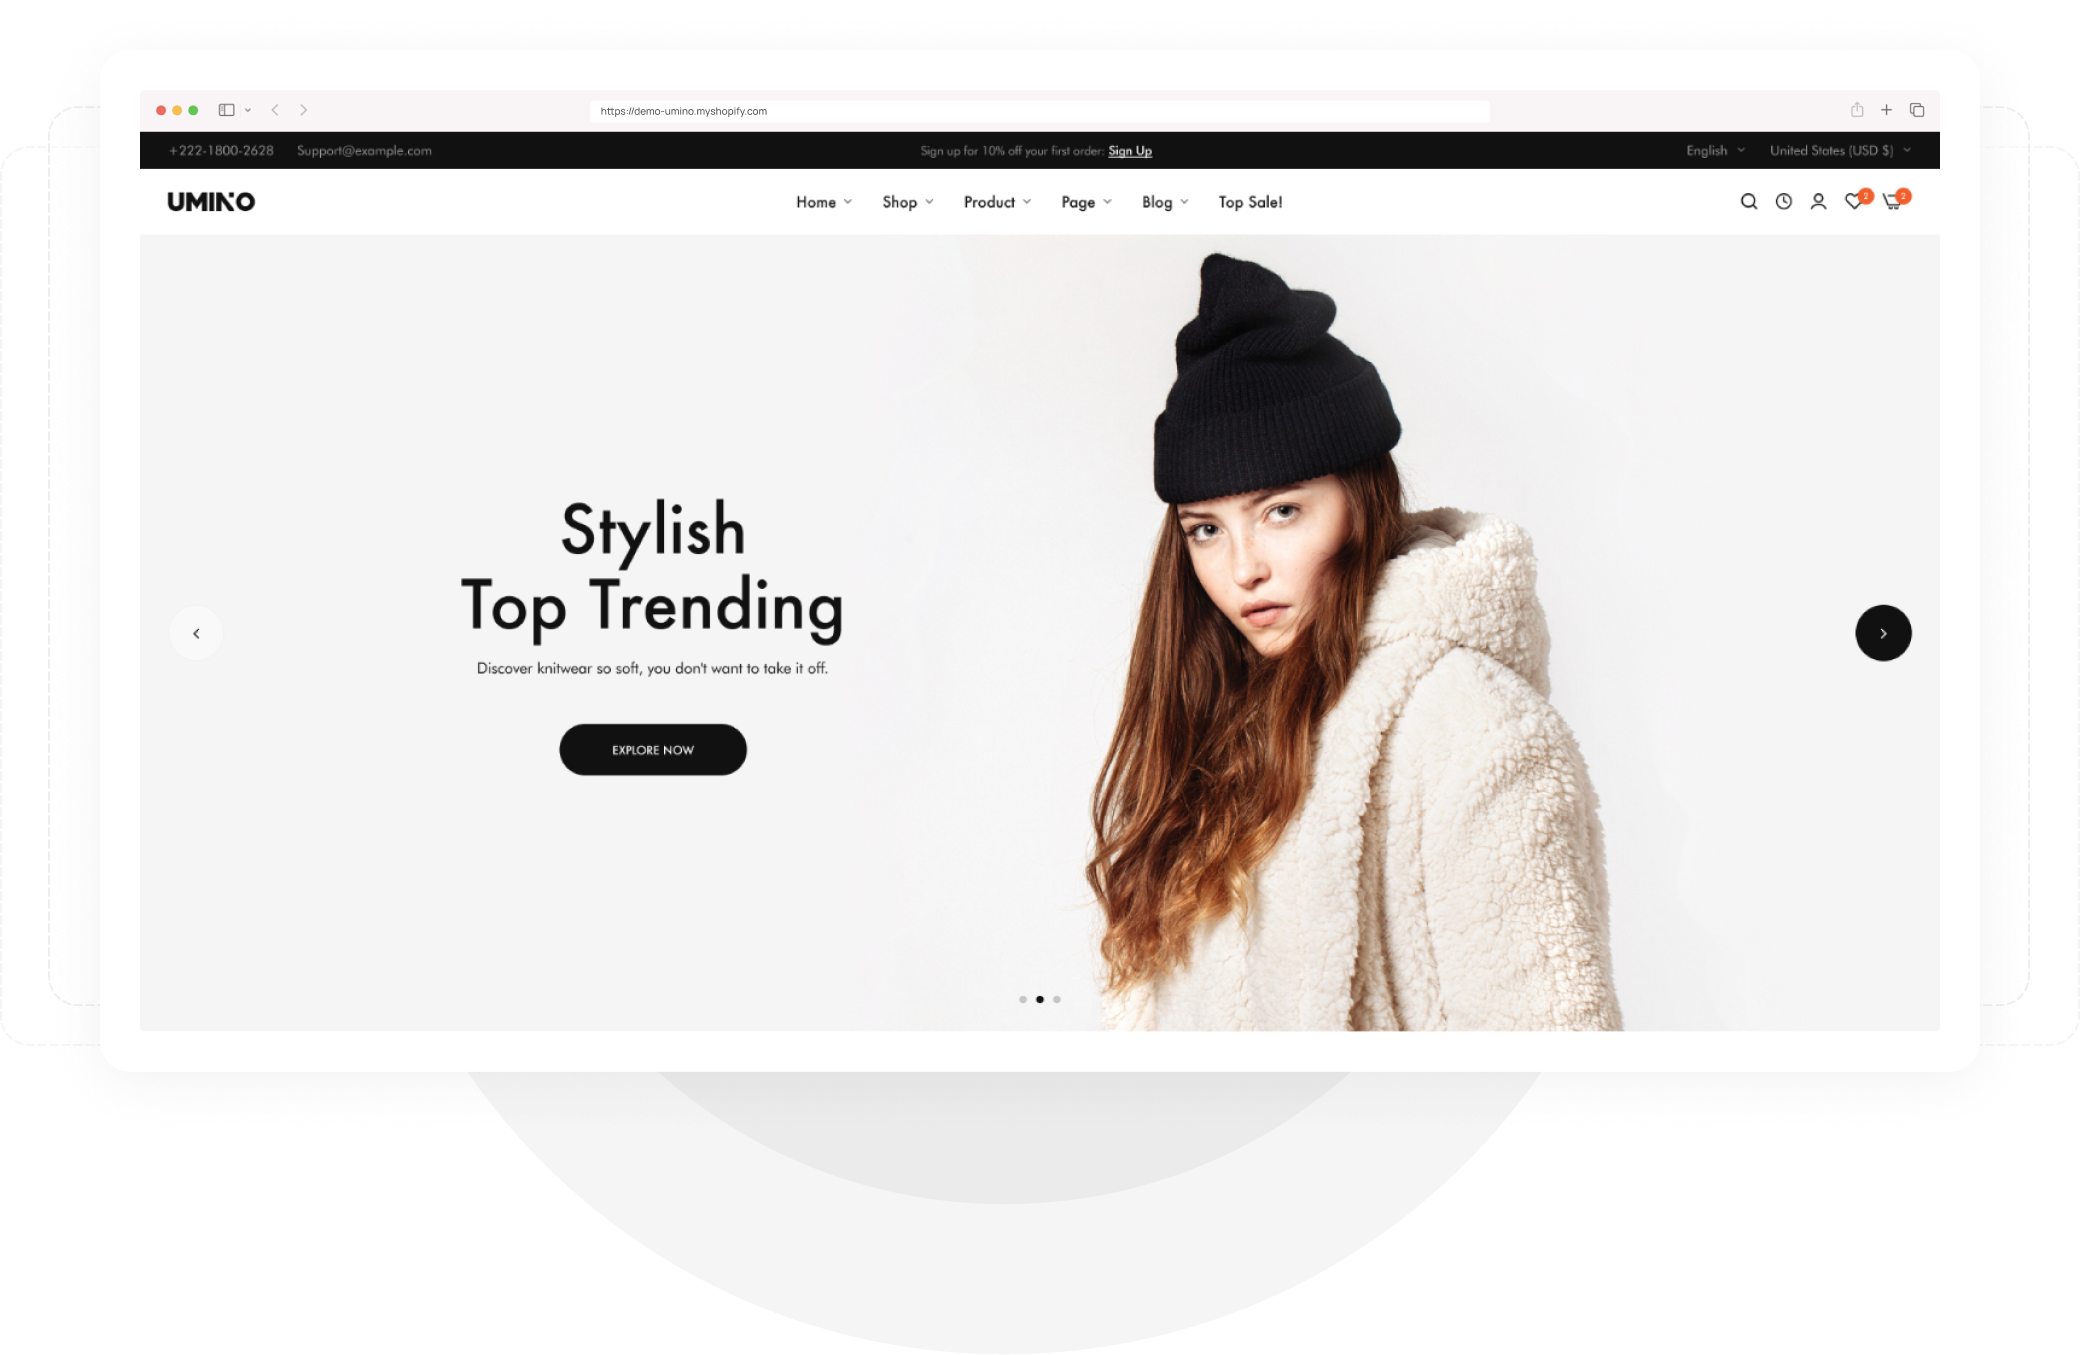 https://demo-umino.myshopify.com
+222-1800-2628 Support@example.com Sign up for 10% off your first order: Sign Up English United States (USD $)
UMINO Home Shop Product Page Blog Top Sale! 2 2
Stylish
Top Trending
Discover knitwear so soft, you don't want to take it off.
EXPLORE NOW